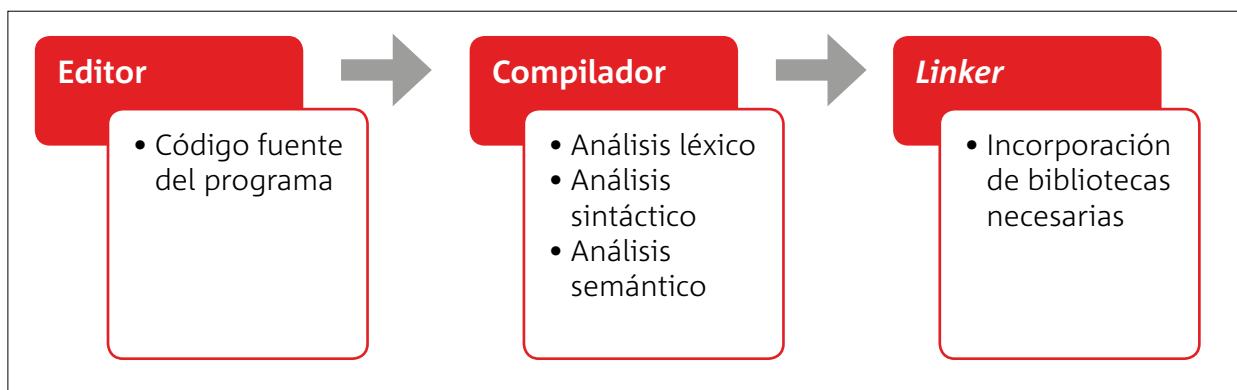 Editor
• Código fuente
del programa
Compilador
• Análisis léxico
• Análisis
sintáctico
• Análisis
semántico
Linker
• Incorporación
de bibliotecas
necesarias